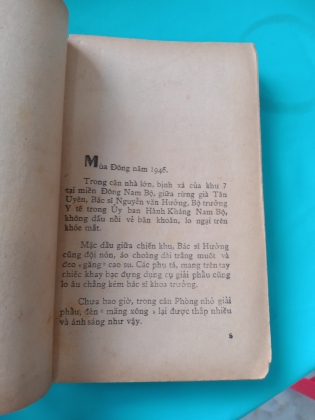 Mùa Đông năm 1946.
Trong căn nhà lớn, bịnh xá của khu 7
tại miền Đông Nam Bộ, giữa rừng già Tân
Uyên, Bác sĩ Nguyễn văn Hưởng, Bộ trưởng
Y tế trong Ủy ban Hành Kháng Nam Bộ,
không dấu nỗi vẻ băn khoăn, lo ngại trên
khóe mắt.
Mặc dầu giữa chiến khu, Bác sĩ Hưởng
cũng đội nón, áo choàng dài trắng muốt và
đeo « găng » cao su. Các phụ tá, mang trên tay
chiếc khay bạc đựng dụng cụ giải phẫu cũng
lo âu chẳng kém bác sĩ khoa trưởng.
Chưa bao giờ, trong căn Phòng nhỏ giải
phẫu, đèn « măng xông » lại được thắp nhiều
và ánh sáng như vậy.
5